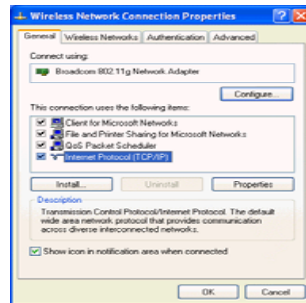 Wireless Network Connection Properties
General Wireless Networks Authentication Advanced
Connect using:
Broadcom 802.11g Network Adapter
Configure...
This connection uses the following items:
Client for Microsoft Networks
File and Printer Sharing for Microsoft Networks
QoS Packet Scheduler
Internet Protocol (TCP/IP)
Install... Uninstall Properties
Description
Transmission Control Protocol/Internet Protocol. The default
wide area network protocol that provides communication
across diverse interconnected networks.
Show icon in notification area when connected
OK Cancel